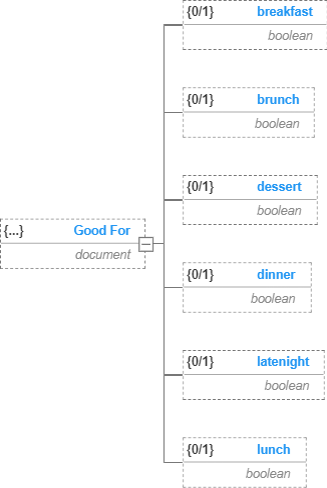 {0/1} breakfast
boolean
{0/1} brunch
boolean
{0/1} dessert
boolean
{...} Good For
document
{0/1} dinner
boolean
{0/1} latenight
boolean
{0/1} lunch
boolean